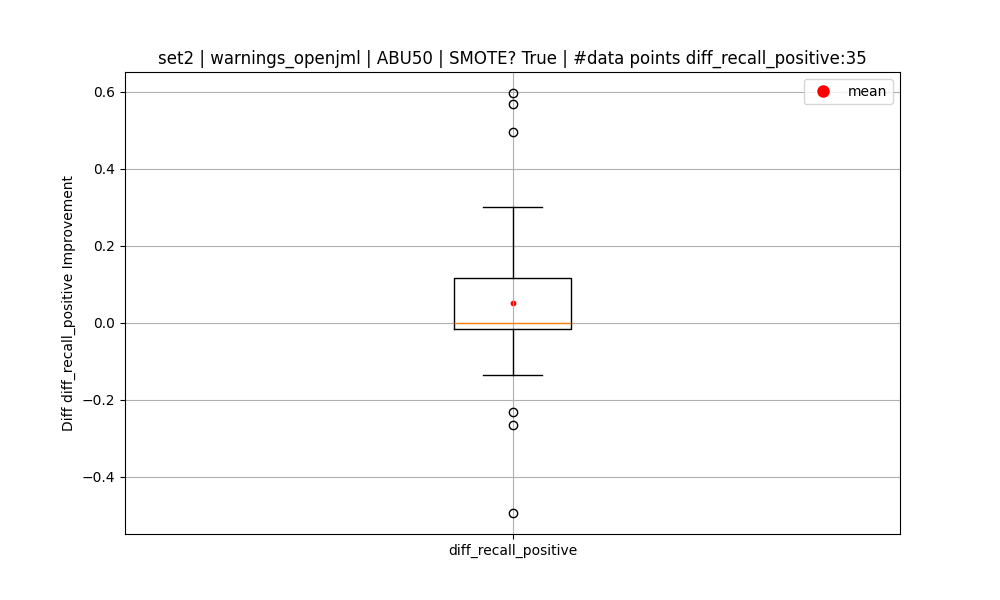 set2 | warnings_openjml | ABU50 | SMOTE? True | #data points diff_recall_positive:35
mean
Diff diff_recall_positive Improvement
0.6
0.4
0.2
0.0
−0.2
−0.4
diff_recall_positive